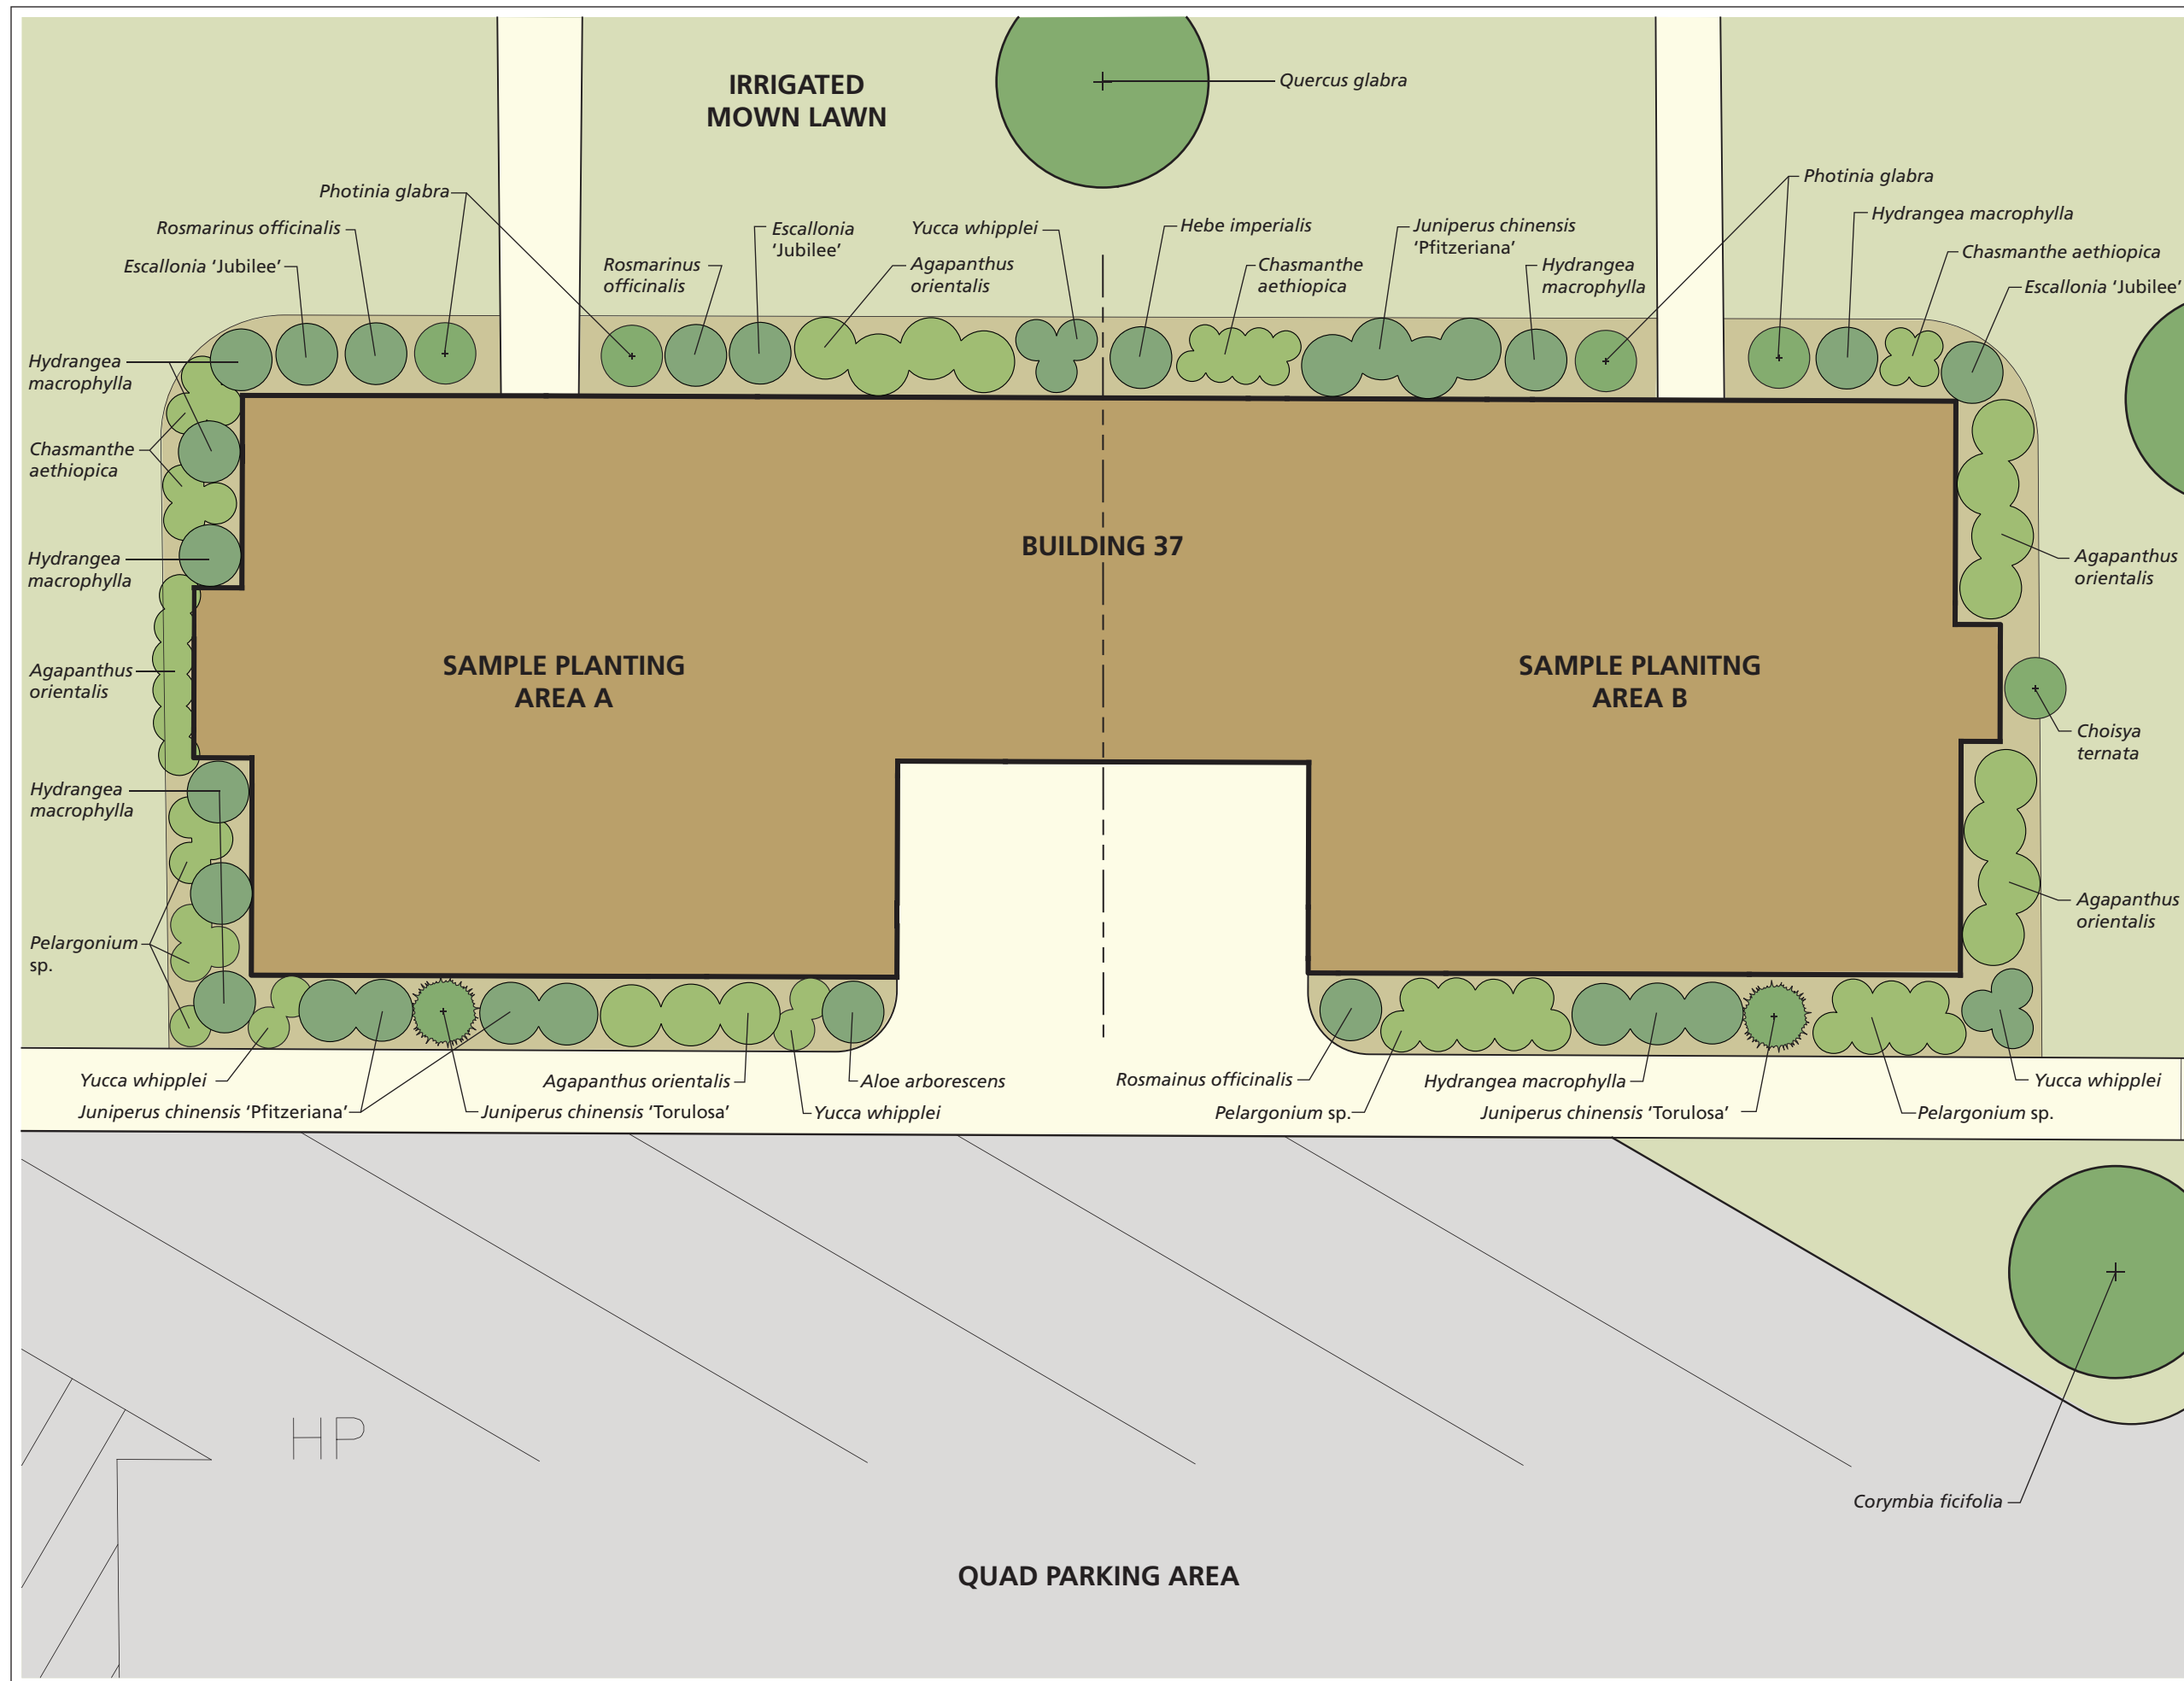 IRRIGATED
MOWN LAWN
Quercus glabra
Photinia glabra
Rosmarinus officinalis
Escallonia ‘Jubilee’
Rosmarinus
officinalis
Escallonia
‘Jubilee’
Yucca whipplei
Agapanthus
orientalis
Hebe imperialis
Chasmanthe
aethiopica
Juniperus chinensis
‘Pfitzeriana’
Hydrangea
macrophylla
Photinia glabra
Hydrangea macrophylla
Chasmanthe aethiopica
Escallonia ‘Jubilee’
Hydrangea
macrophylla
Chasmanthe
aethiopica
Hydrangea
macrophylla
Agapanthus
orientalis
Hydrangea
macrophylla
Pelargonium
sp.
BUILDING 37
SAMPLE PLANTING
AREA A
SAMPLE PLANITNG
AREA B
Agapanthus
orientalis
Choisya
ternata
Agapanthus
orientalis
Yucca whipplei
Juniperus chinensis ‘Pfitzeriana’
Juniperus chinensis ‘Torulosa’
Agapanthus orientalis
Yucca whipplei
Aloe arborescens
Rosmainus officinalis
Pelargonium sp.
Hydrangea macrophylla
Juniperus chinensis ‘Torulosa’
Pelargonium sp.
Yucca whipplei
HP
Corymbia ficifolia
QUAD PARKING AREA